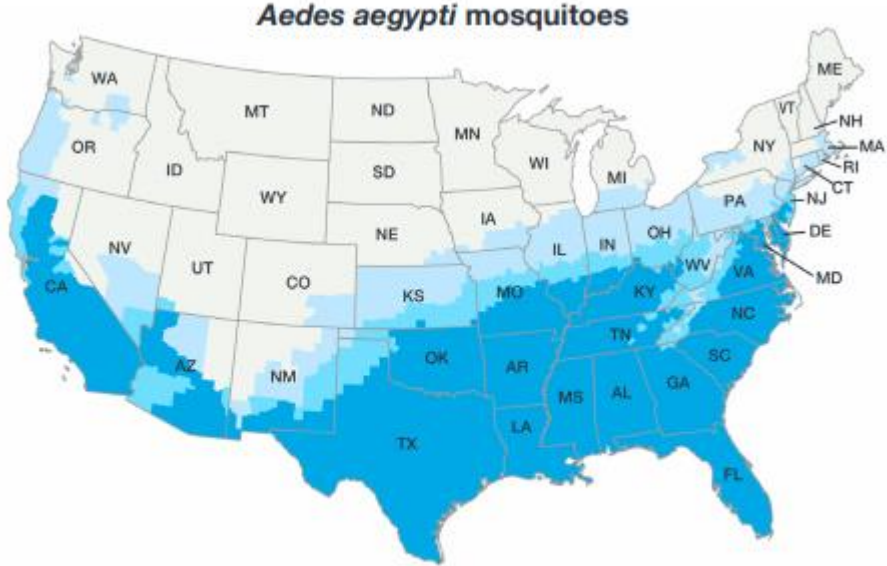 Aedes aegypti mosquitoes
WA
MT
ND
MN
ME
VT
NH
OR
ID
SD
WI
NY
MA
RI
WY
MI
CT
IA
PA
NJ
NV
NE
OH
DE
UT
IL
IN
WV
MD
CO
VA
CA
KS
MO
KY
NC
TN
AZ
NM
OK
AR
SC
MS
AL
GA
LA
TX
FL